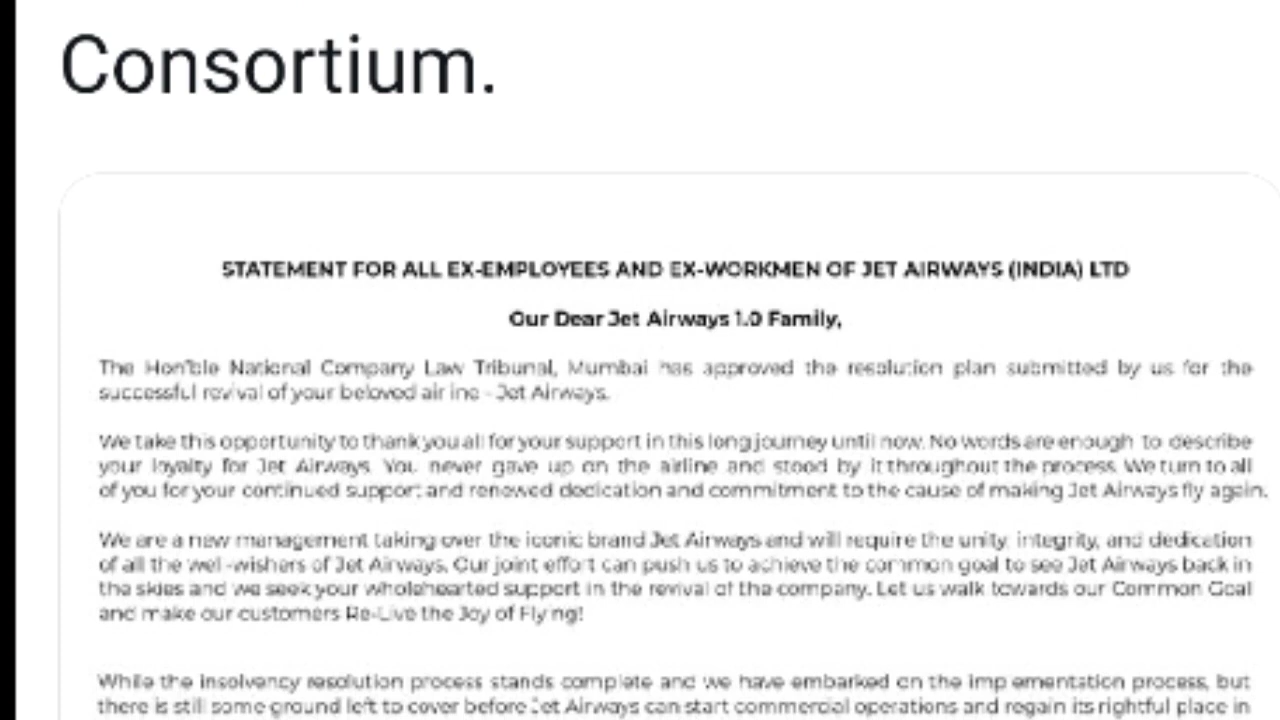 Consortium.
STATEMENT FOR ALL EX-EMPLOYEES AND EX-WORKMEN OF JET AIRWAYS (INDIA) LTD
Our Dear Jet Airways 1.0 Family,
The Hon'ble National Company Law Tribunal, Mumbai has approved the resolution plan submitted by us for the
successful revival of your beloved airline - Jet Airways.
We take this opportunity to thank you all for your support in this long journey until now. No words are enough to describe
your loyalty for Jet Airways. You never gave up on the airline and stood by it throughout the process. We turn to all
of you for your continued support and renewed dedication and commitment to the cause of making Jet Airways fly again.
We are a new management taking over the iconic brand Jet Airways and will require the unity, integrity, and dedication
of all the well-wishers of Jet Airways. Our joint effort can push us to achieve the common goal to see Jet Airways back in
the skies and we seek your wholehearted support in the revival of the company. Let us walk towards our Common Goal
and make our customers Re-Live the Joy of Flying!
While the insolvency resolution process stands complete and we have embarked on the implementation process, but
there is still some ground left to cover before Jet Airways can start commercial operations and regain its rightful place in